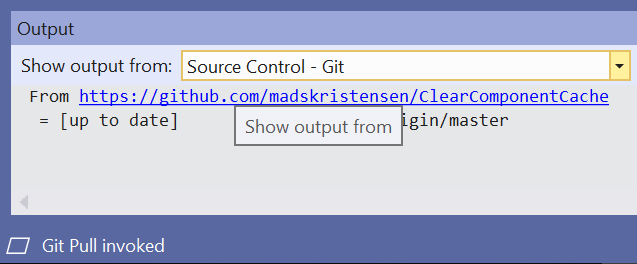 Output
Show output from: Source Control - Git
From https://github.com/madskristensen/ClearComponentCache
= [up to date] igin/master
Show output from
Git Pull invoked